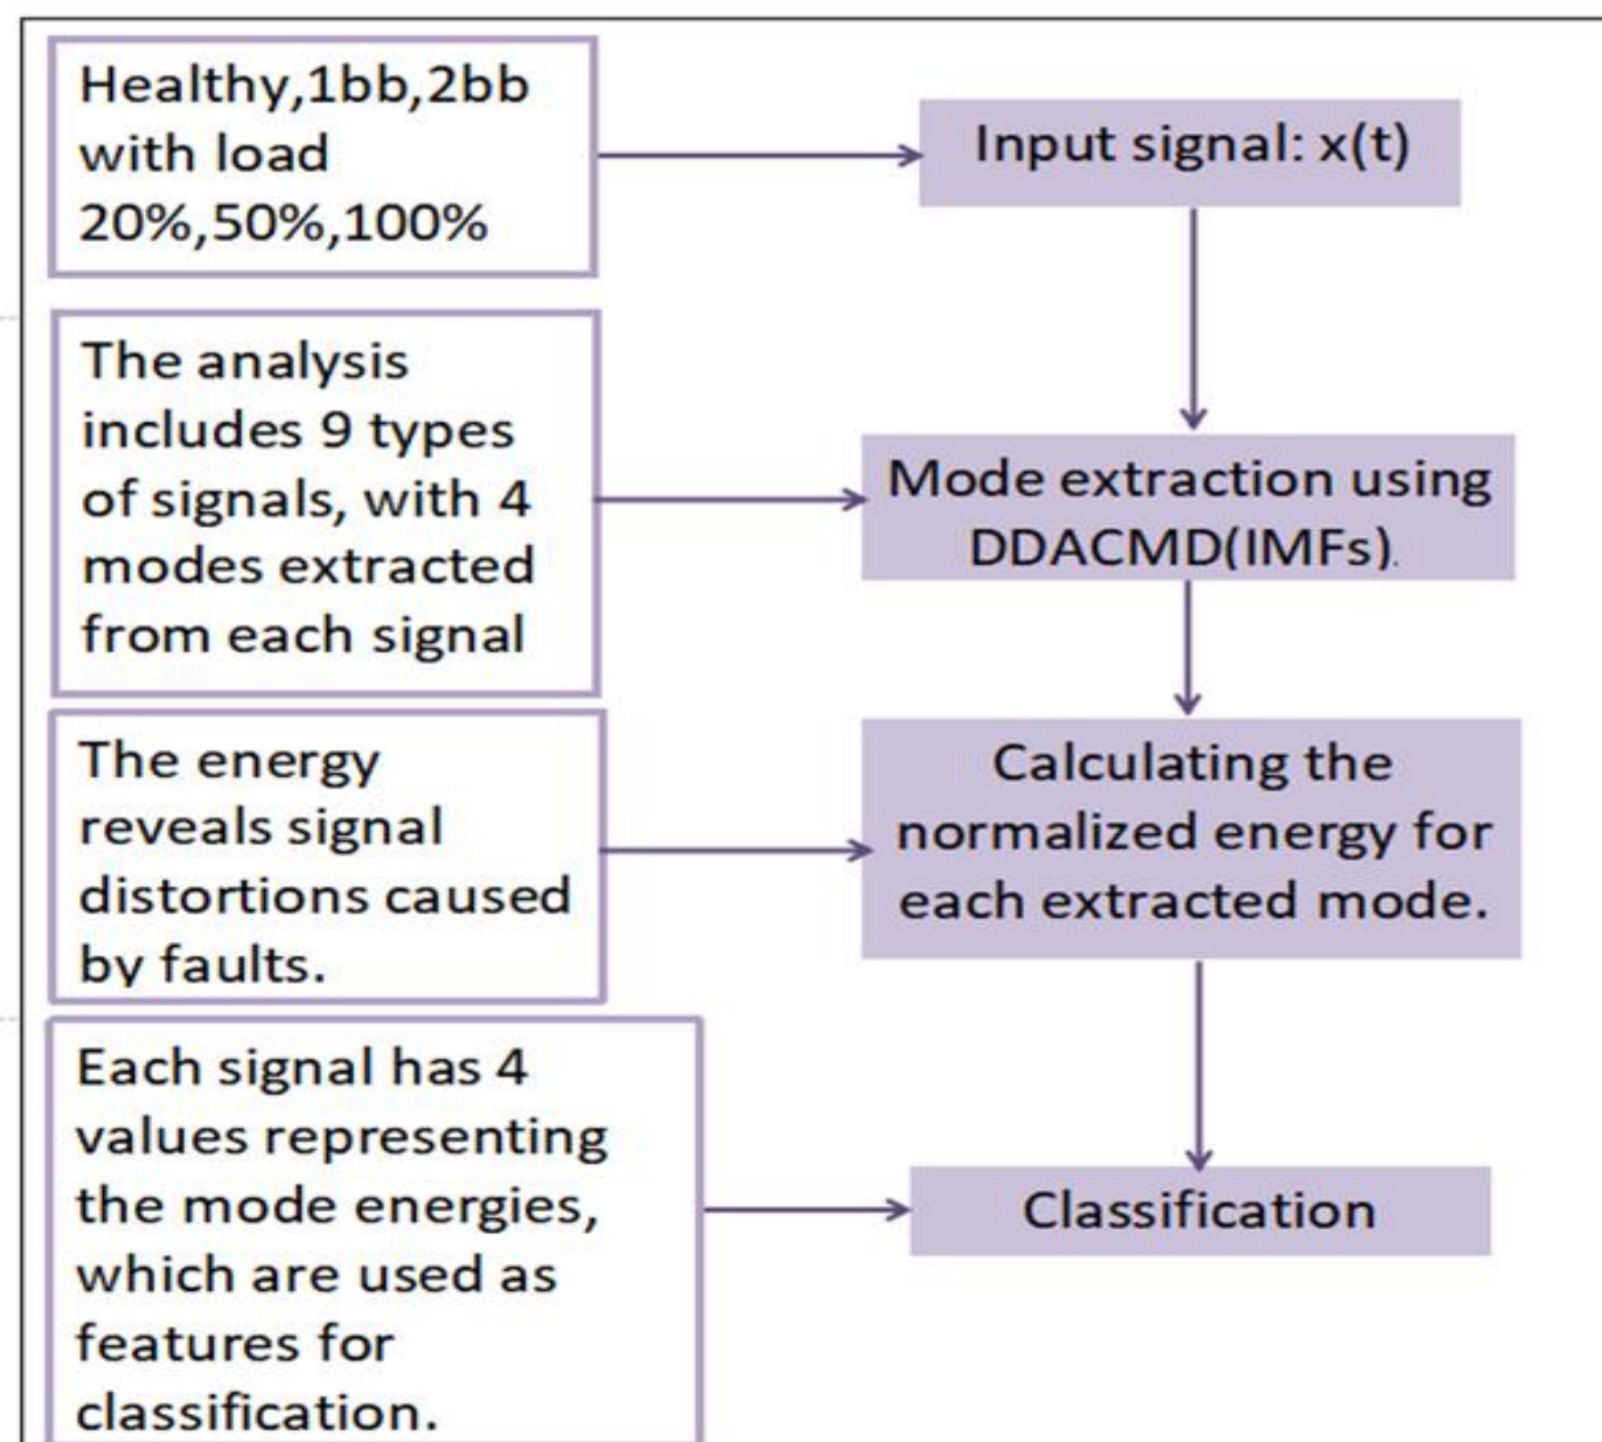 Healthy,1bb,2bb
with load
20%,50%,100%
Input signal: x(t)
The analysis
includes 9 types
of signals, with 4
modes extracted
from each signal
Mode extraction using
DDACMD(IMFs).
The energy
reveals signal
distortions caused
by faults.
Calculating the
normalized energy for
each extracted mode.
Each signal has 4
values representing
the mode energies,
which are used as
features for
classification.
Classification